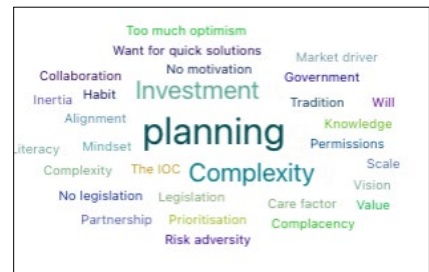 Too much optimism
Want for quick solutions
Market driver
No motivation
Collaboration
Government
Investment
Inertia
Habit
Tradition
Will
Alignment
planning
Knowledge
Literacy
Mindset
Permissions
Complexity
The IOC
Complexity
Scale
Vision
No legislation
Legislation
Care factor
Value
Partnership
Prioritisation
Complacency
Risk adversity